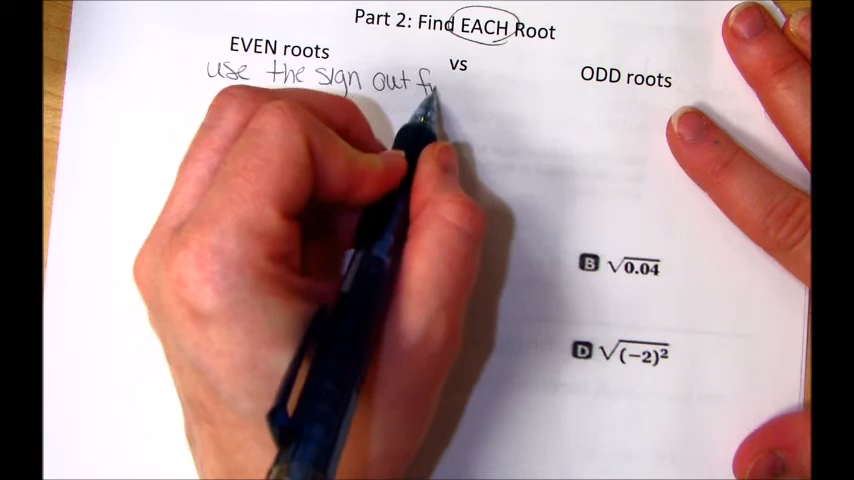 Part 2: Find EACH Root
EVEN roots
vs
ODD roots
use the sign out
B √0.04
D √(−2)²